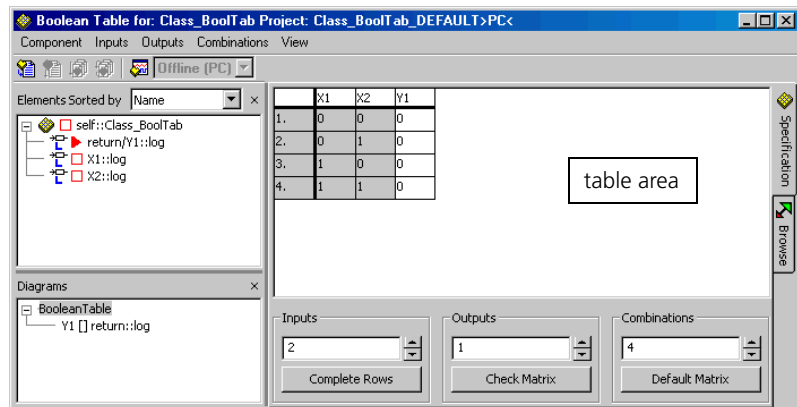 Boolean Table for: Class_BoolTab Project: Class_BoolTab_DEFAULT>PC<
Component Inputs Outputs Combinations View
Offline (PC)
Elements Sorted by Name ×
self::Class_BoolTab
return/Y1::log
X1::log
X2::log
X1 X2 Y1
1. 0 0 0
2. 0 1 0
3. 1 0 0
4. 1 1 0
table area
Specification
Browse
Diagrams ×
BooleanTable
Y1 [] return::log
Inputs
2
Complete Rows
Outputs
1
Check Matrix
Combinations
4
Default Matrix